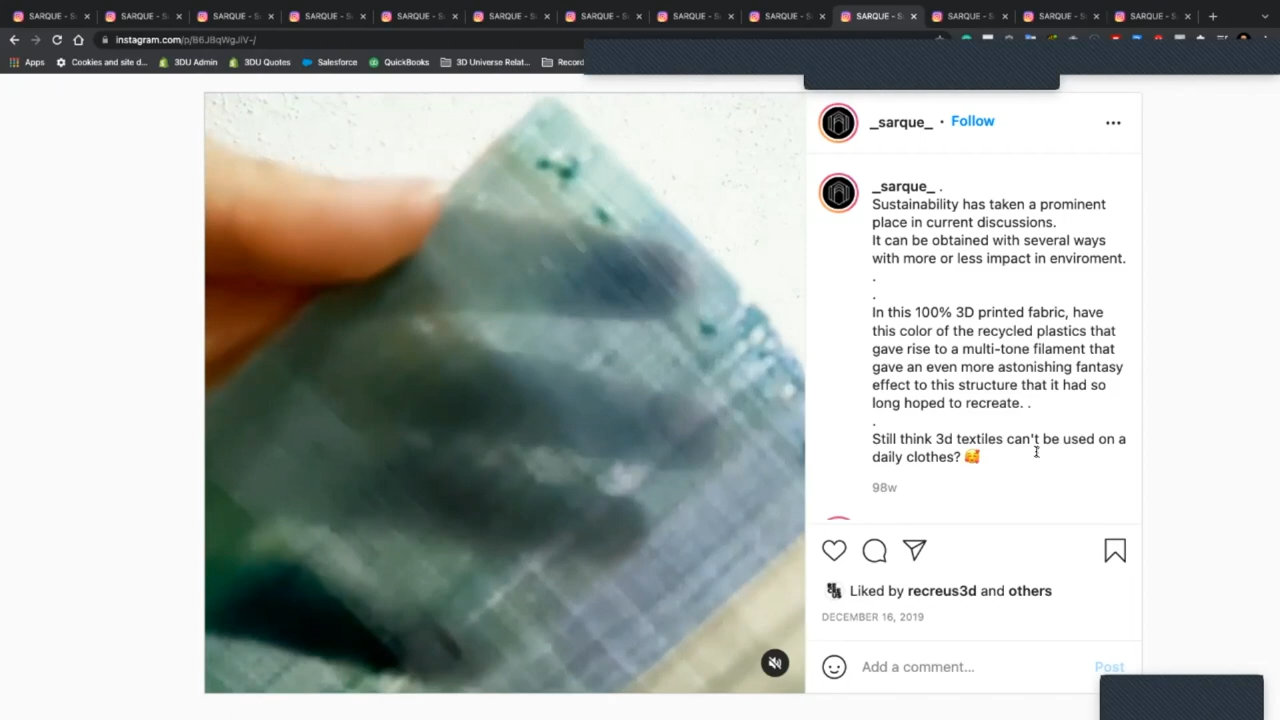 SARQUE - S SARQUE - S SARQUE - S SARQUE - S SARQUE - S SARQUE - S SARQUE - S SARQUE - S SARQUE - S SARQUE - S SARQUE - S SARQUE - S SARQUE - S
instagram.com/p/B6JBqWgJiV-/
Apps Cookies and site d... 3DU Admin 3DU Quotes Salesforce QuickBooks 3D Universe Relat... Record
_sarque_ • Follow
_sarque_ .
Sustainability has taken a prominent
place in current discussions.
It can be obtained with several ways
with more or less impact in enviroment.
.
.
In this 100% 3D printed fabric, have
this color of the recycled plastics that
gave rise to a multi-tone filament that
gave an even more astonishing fantasy
effect to this structure that it had so
long hoped to recreate. .
.
Still think 3d textiles can't be used on a
daily clothes? 🥰
98w
Liked by recreus3d and others
DECEMBER 16, 2019
Add a comment...
Post